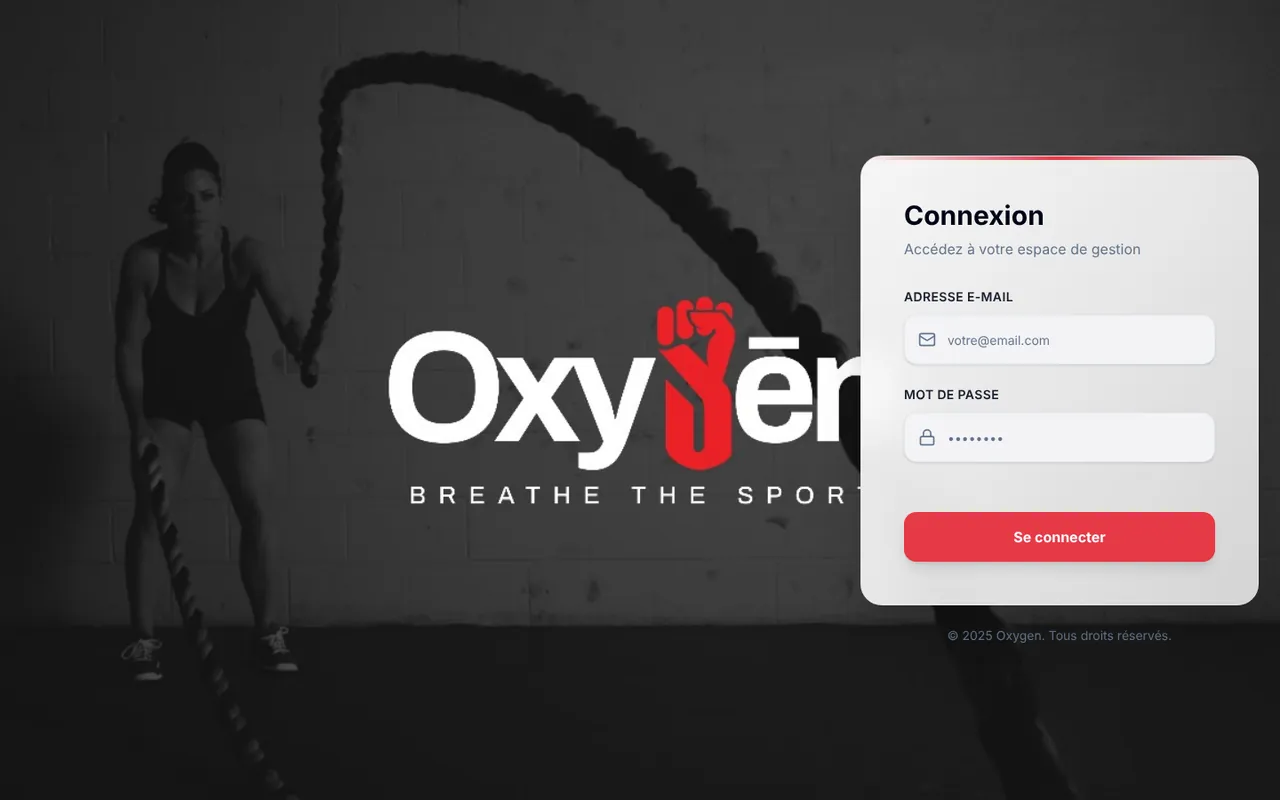 Oxygēn
BREATHE THE SPORT
Connexion
Accédez à votre espace de gestion
ADRESSE E-MAIL
votre@email.com
MOT DE PASSE
••••••••
Se connecter
© 2025 Oxygen. Tous droits réservés.